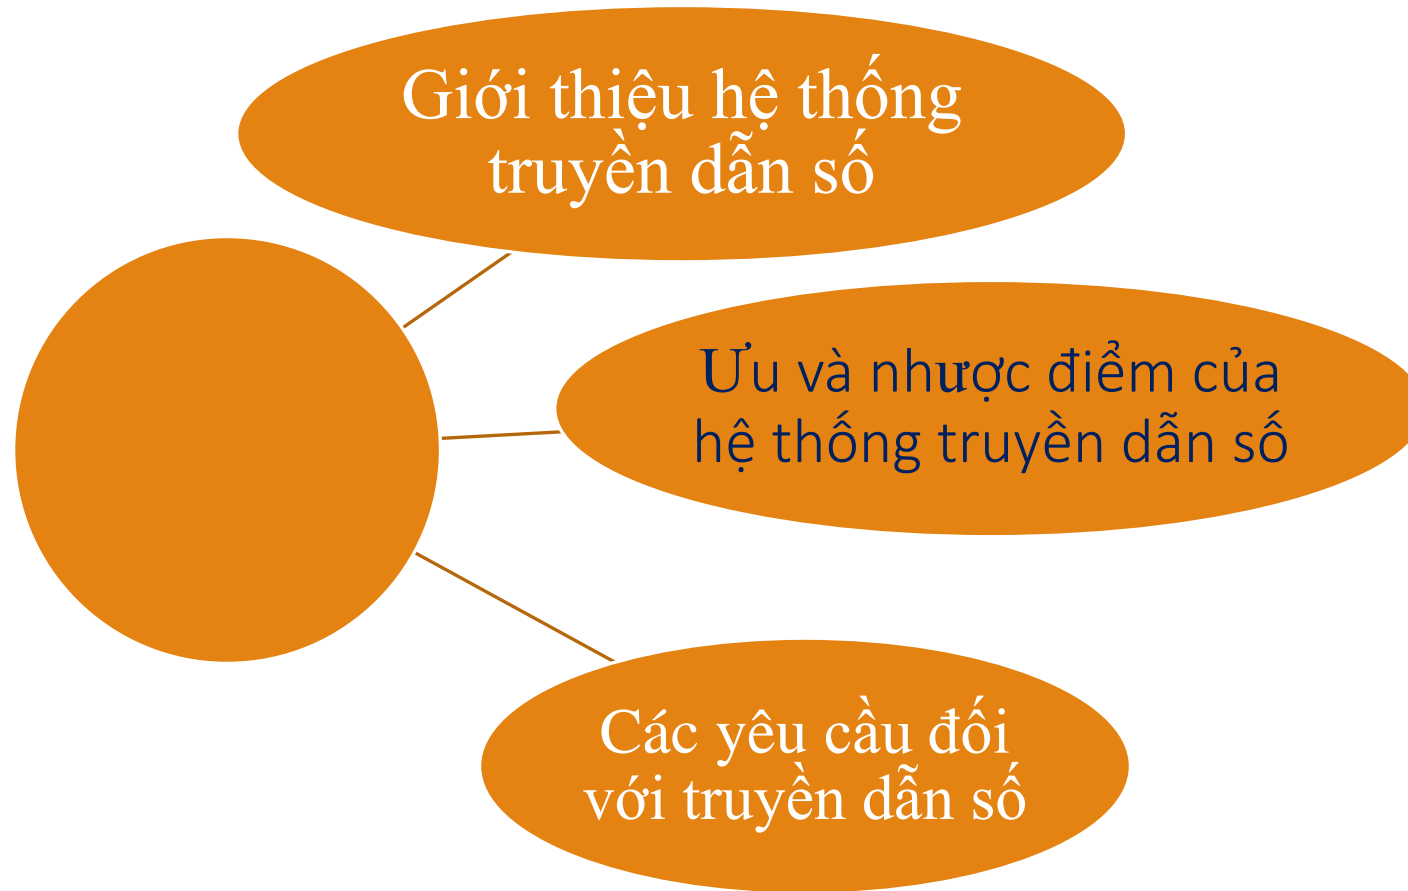 Giới thiệu hệ thống
truyền dẫn số
Ưu và nhược điểm của
hệ thống truyền dẫn số
Các yêu cầu đối
với truyền dẫn số